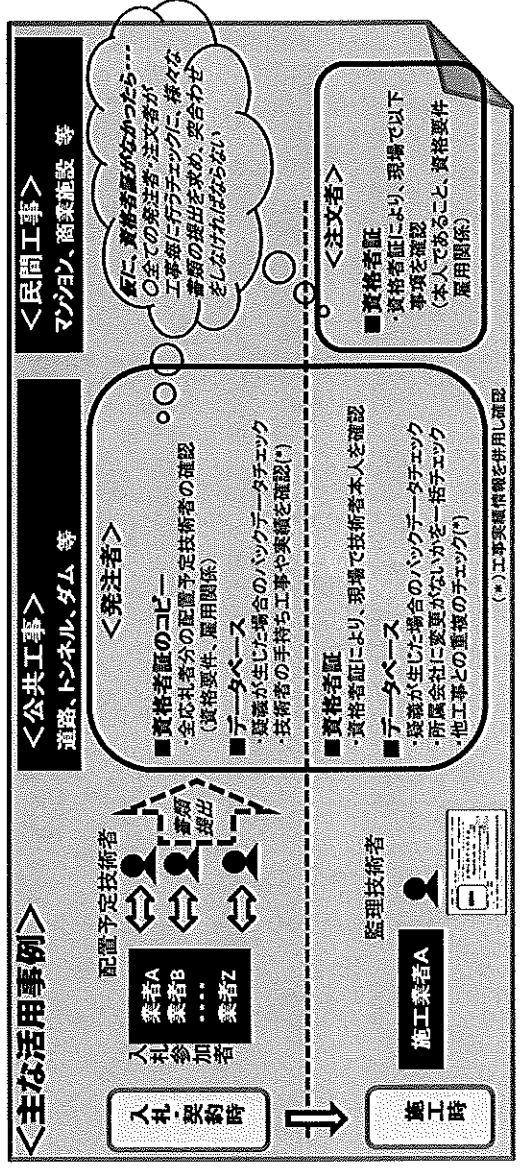 <主な活用事例>
<公共工事>
道路、トンネル、ダム 等
<民間工事>
マンション、商業施設 等
入札・契約時
入札参加者
業者A
業者B
・・・・
業者Z
配置予定技術者
書類
提出
<発注者>
■資格者証のコピー
・全応札者分の配置予定技術者の確認
(資格要件、雇用関係)
■データベース
・疑義が生じた場合のバックデータチェック
・技術者の手持ち工事や実績を確認(*)
仮に、資格者証がなかったら・・・・
○全ての発注者・注文者が
工事毎に行うチェックに、様々な
書類の提出を求め、突合わせ
をしなければならない
施工時
施工業者A
監理技術者
■資格者証
・資格者証により、現場で技術者本人を確認
■データベース
・疑義が生じた場合のバックデータチェック
・所属会社に変更がないかを一括チェック
・他工事との重複のチェック(*)
<注文者>
■資格者証
・資格者証により、現場で以下
事項を確認
(本人であること、資格要件
雇用関係)
(*)工事実績情報を併用し確認